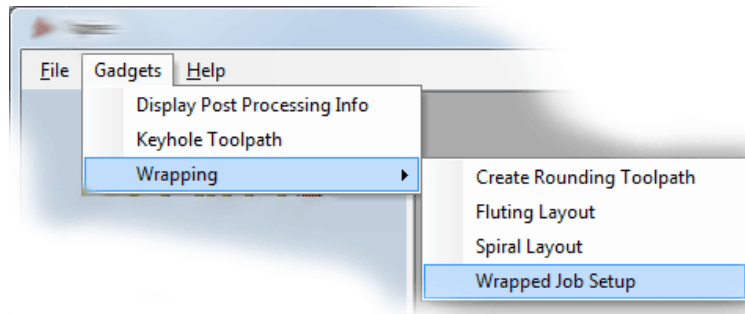 File Gadgets Help
Display Post Processing Info
Keyhole Toolpath
Wrapping
Create Rounding Toolpath
Fluting Layout
Spiral Layout
Wrapped Job Setup